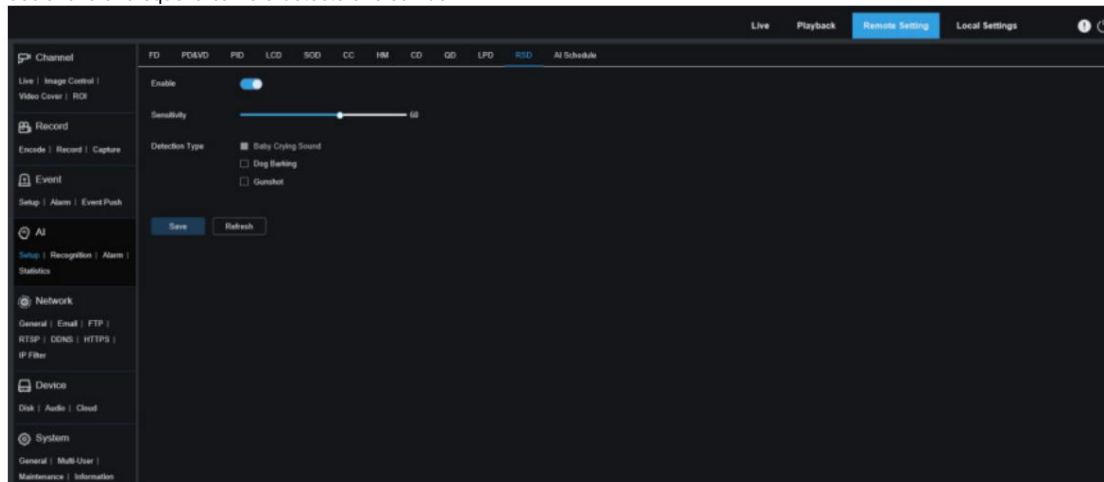 Live Playback Remote Setting Local Settings
Channel
Live | Image Control |
Video Cover | ROI
Record
Encode | Record | Capture
Event
Setup | Alarm | Event Push
AI
Setup | Recognition | Alarm |
Statistics
Network
General | Email | FTP |
RTSP | DDNS | HTTPS |
IP Filter
Device
Disk | Audio | Cloud
System
General | Multi-User |
Maintenance | Information
FD PD&VD PID LCD SOD CC HM CD QD LPD RSD AI Schedule
Enable
Sensitivity 60
Detection Type Baby Crying Sound
Dog Barking
Gunshot
Save Refresh